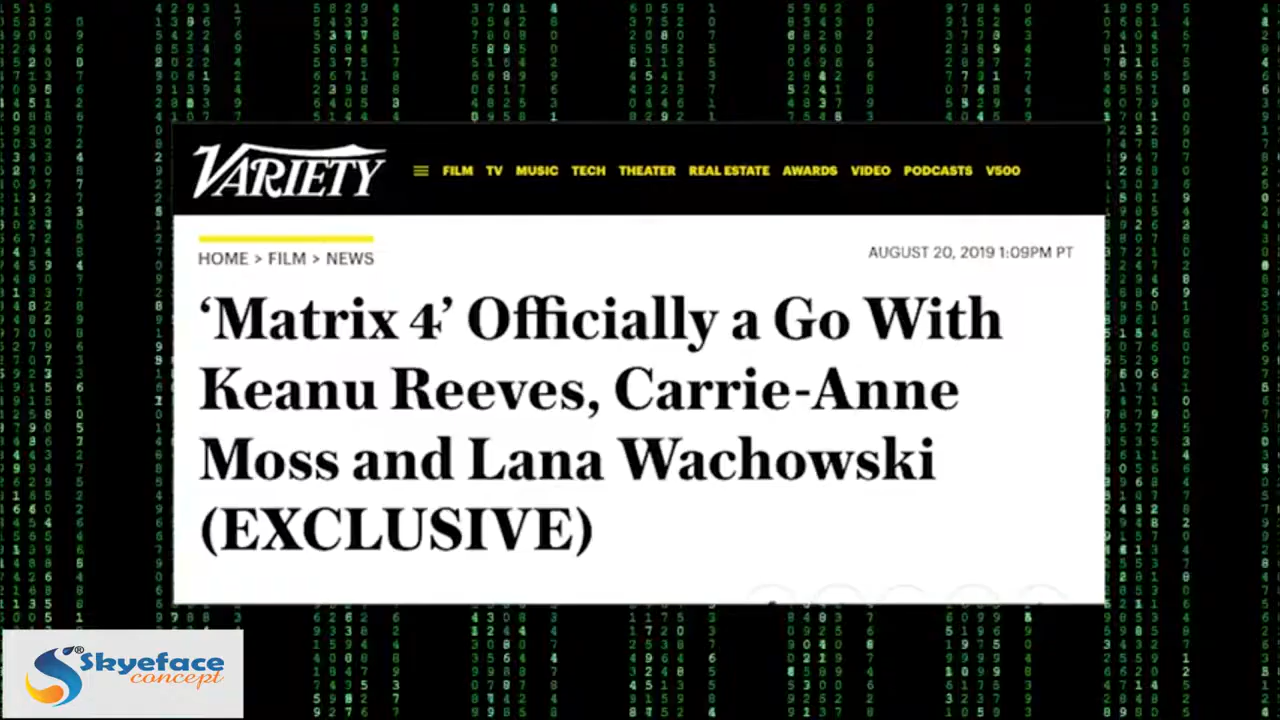 VARIETY
FILM TV MUSIC TECH THEATER REAL ESTATE AWARDS VIDEO PODCASTS V500
HOME > FILM > NEWS
AUGUST 20, 2019 1:09PM PT
‘Matrix 4’ Officially a Go With
Keanu Reeves, Carrie-Anne
Moss and Lana Wachowski
(EXCLUSIVE)
®Skyeface
concept